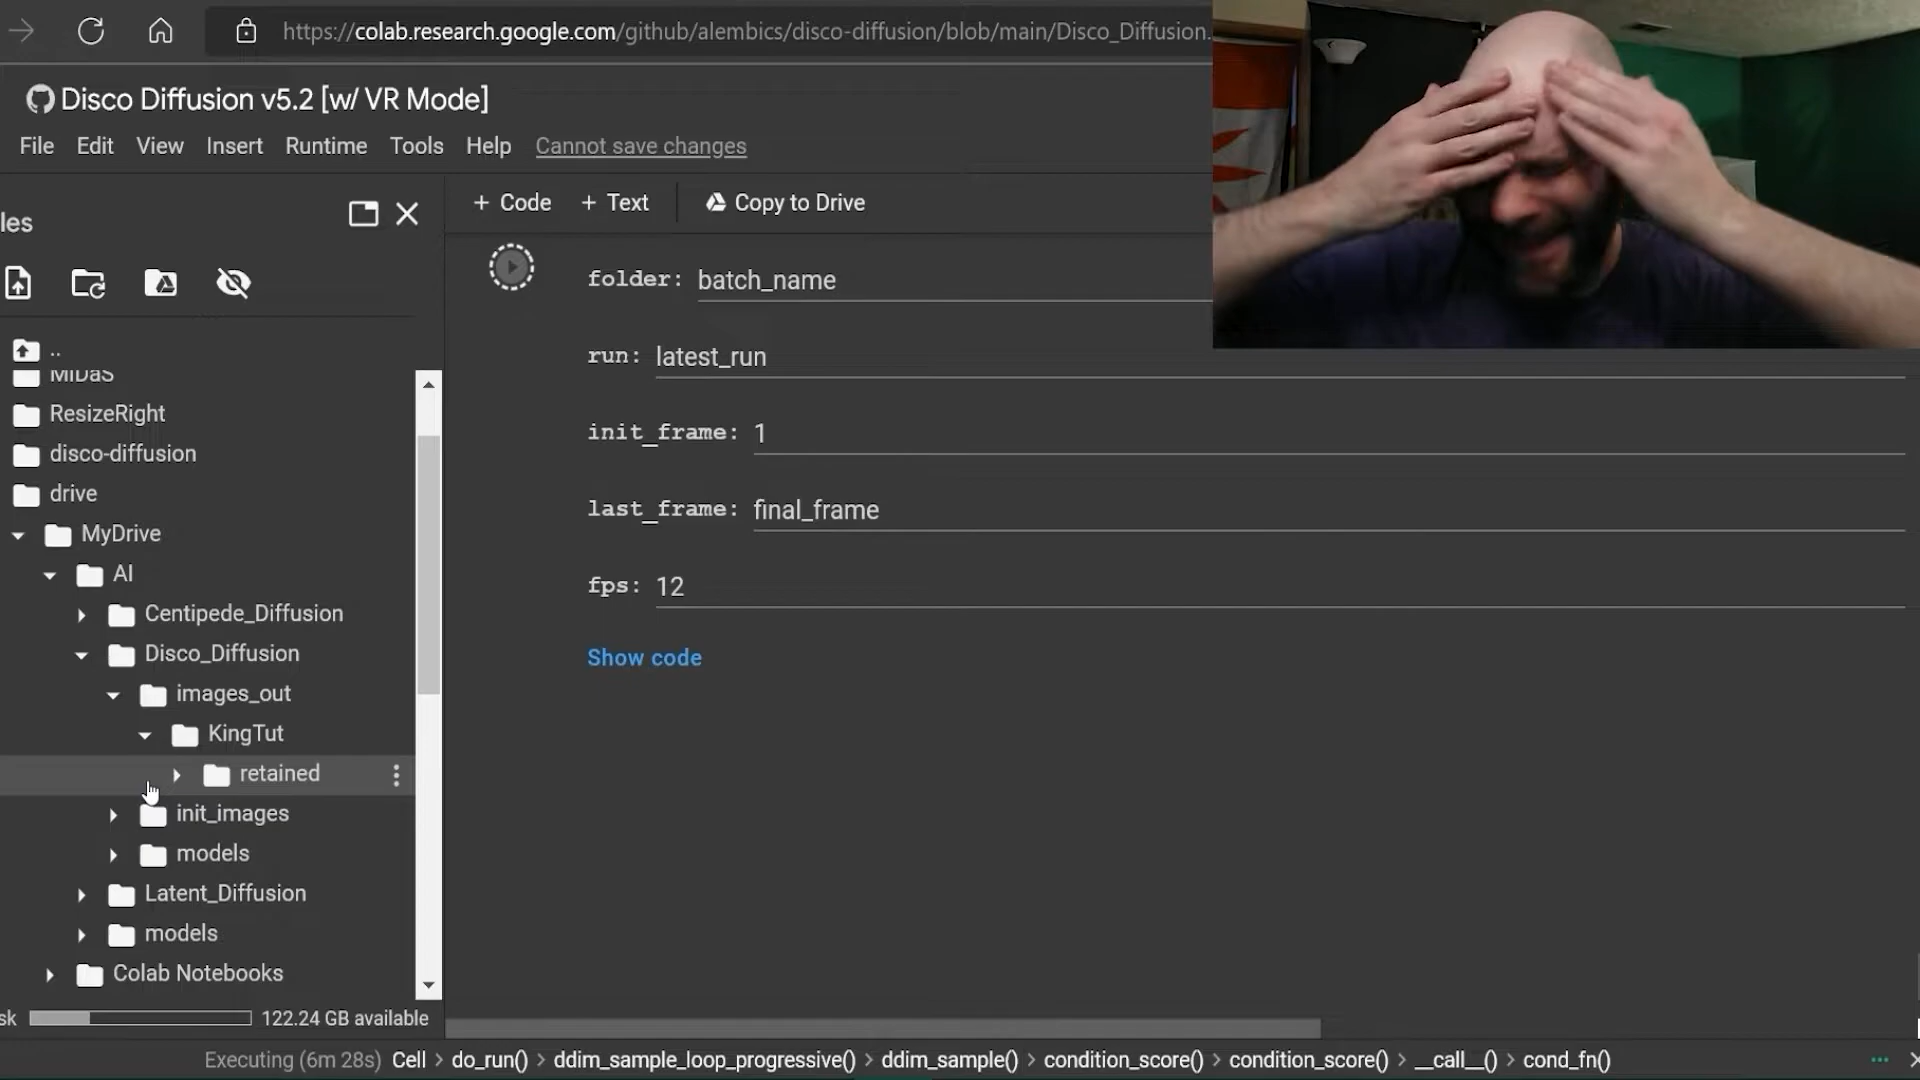 https://colab.research.google.com/github/alembics/disco-diffusion/blob/main/Disco_Diffusion.
Disco Diffusion v5.2 [w/ VR Mode]
File Edit View Insert Runtime Tools Help Cannot save changes
les
+ Code + Text Copy to Drive
..
MiDaS
ResizeRight
disco-diffusion
drive
MyDrive
AI
Centipede_Diffusion
Disco_Diffusion
images_out
KingTut
retained
init_images
models
Latent_Diffusion
models
Colab Notebooks
sk 122.24 GB available
folder: batch_name
run: latest_run
init_frame: 1
last_frame: final_frame
fps: 12
Show code
Executing (6m 28s) Cell > do_run() > ddim_sample_loop_progressive() > ddim_sample() > condition_score() > condition_score() > __call__() > cond_fn()